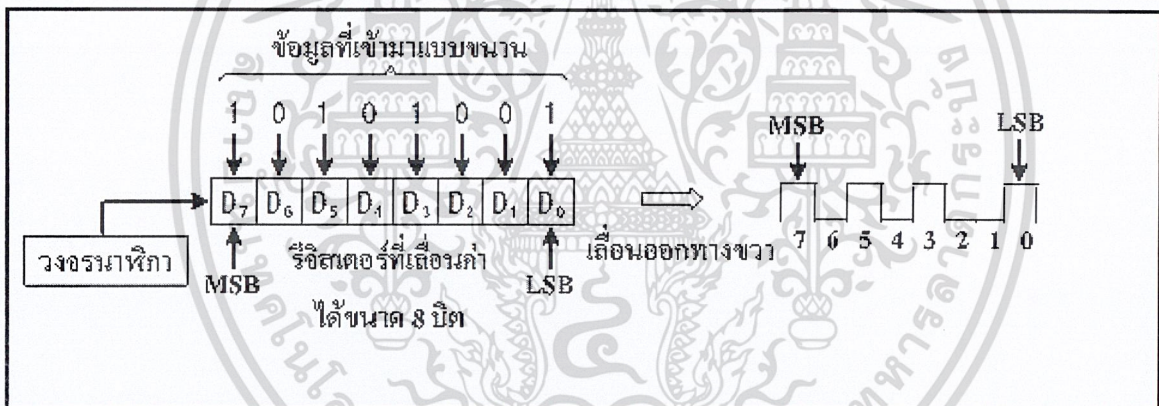 ข้อมูลที่เข้ามาแบบขนาน
1 0 1 0 1 0 0 1
MSB LSB
D7 D6 D5 D4 D3 D2 D1 D0
7 6 5 4 3 2 1 0
วงจรนาฬิกา
MSB
รีจิสเตอร์ที่เลื่อนค่า
LSB
เลื่อนออกทางขวา
ได้ขนาด 8 บิต